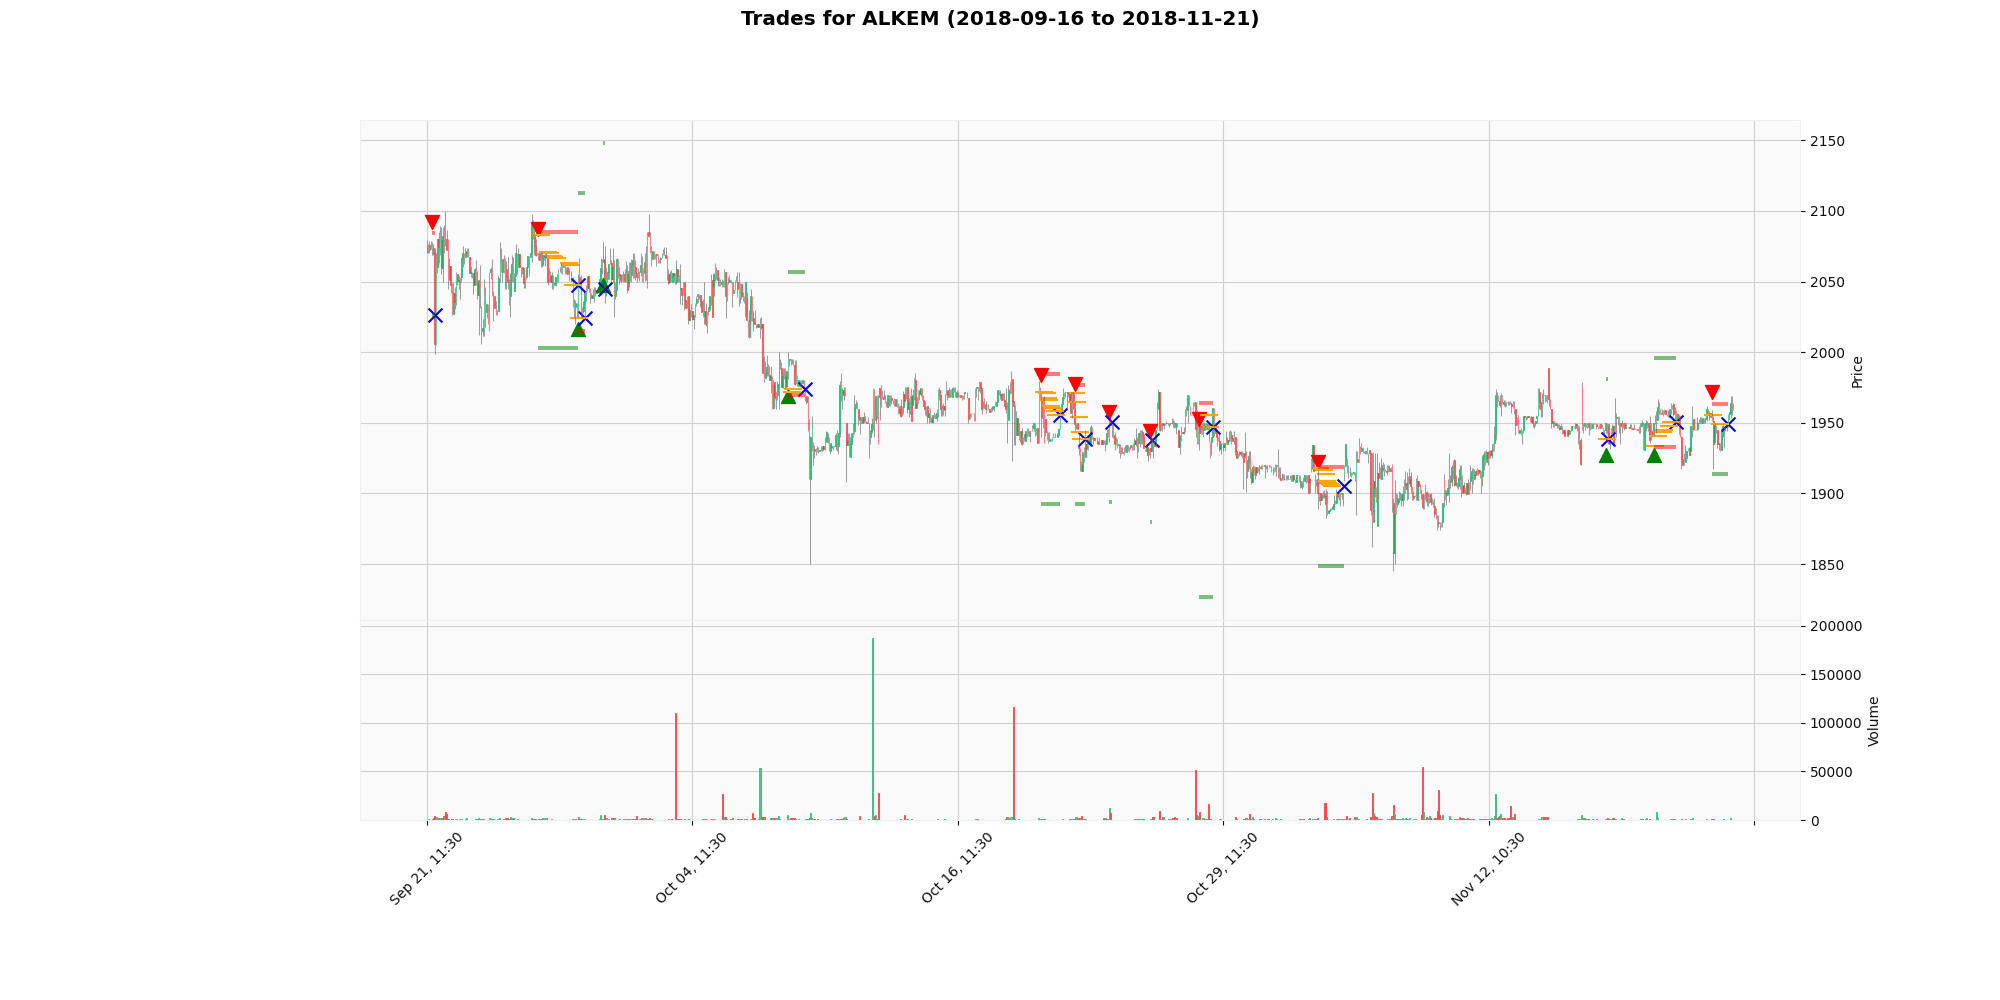 Trades for ALKEM (2018-09-16 to 2018-11-21)
2150
2100
2050
2000
1950
1900
1850
Price
200000
150000
100000
50000
0
Volume
Sep 21, 11:30
Oct 04, 11:30
Oct 16, 11:30
Oct 29, 11:30
Nov 12, 10:30